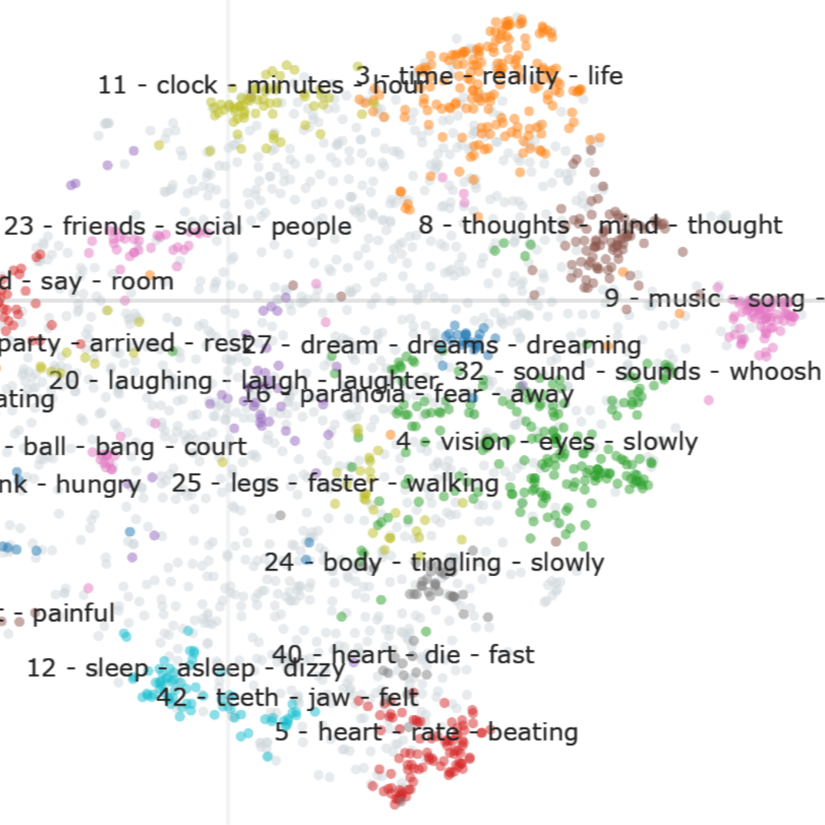 3 - time - reality - life
11 - clock - minutes - hour
23 - friends - social - people
8 - thoughts - mind - thought
d - say - room
9 - music - song -
party - arrived - rest
27 - dream - dreams - dreaming
32 - sound - sounds - whoosh
20 - laughing - laugh - laughter
16 - paranoia - fear - away
ating
4 - vision - eyes - slowly
- ball - bang - court
nk - hungry
25 - legs - faster - walking
24 - body - tingling - slowly
- painful
40 - heart - die - fast
12 - sleep - asleep - dizzy
42 - teeth - jaw - felt
5 - heart - rate - beating